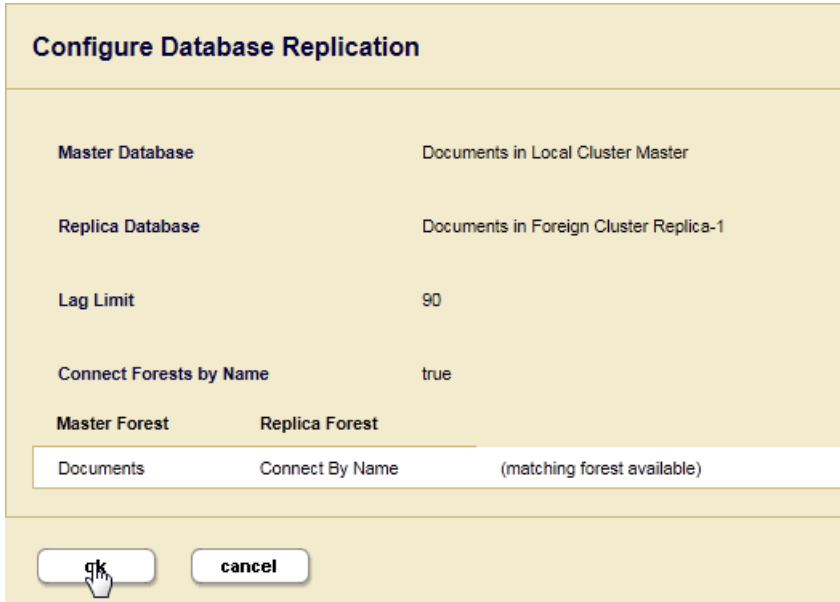 Configure Database Replication
Master Database Documents in Local Cluster Master
Replica Database Documents in Foreign Cluster Replica-1
Lag Limit 90
Connect Forests by Name true
Master Forest Replica Forest
Documents Connect By Name (matching forest available)
ok cancel